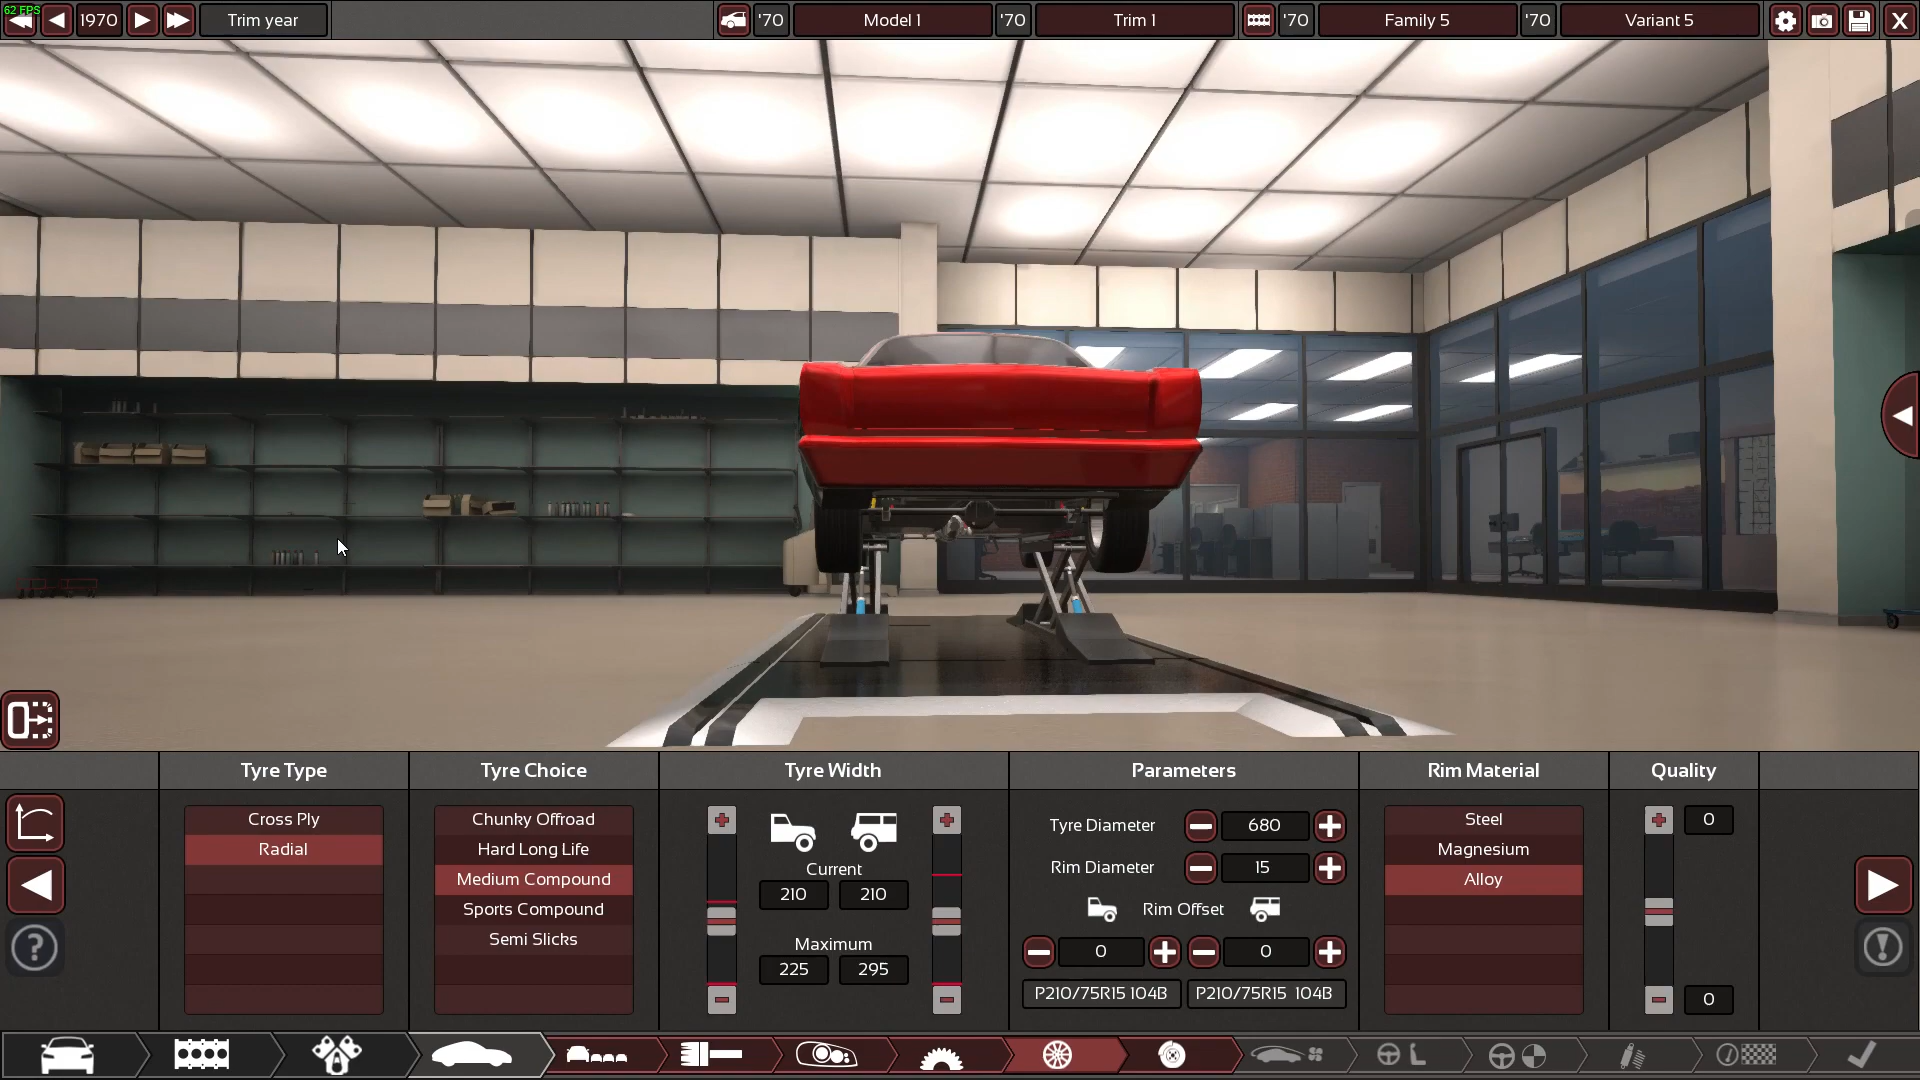 62 FPS
1970
Trim year
'70
Model 1
'70
Trim 1
'70
Family 5
'70
Variant 5
X
Tyre Type
Tyre Choice
Tyre Width
Parameters
Rim Material
Quality
Cross Ply
Radial
Chunky Offroad
Hard Long Life
Medium Compound
Sports Compound
Semi Slicks
Current
210
210
Maximum
225
295
Tyre Diameter
680
Rim Diameter
15
Rim Offset
0
0
P210/75R15 104B
P210/75R15 104B
Steel
Magnesium
Alloy
0
0